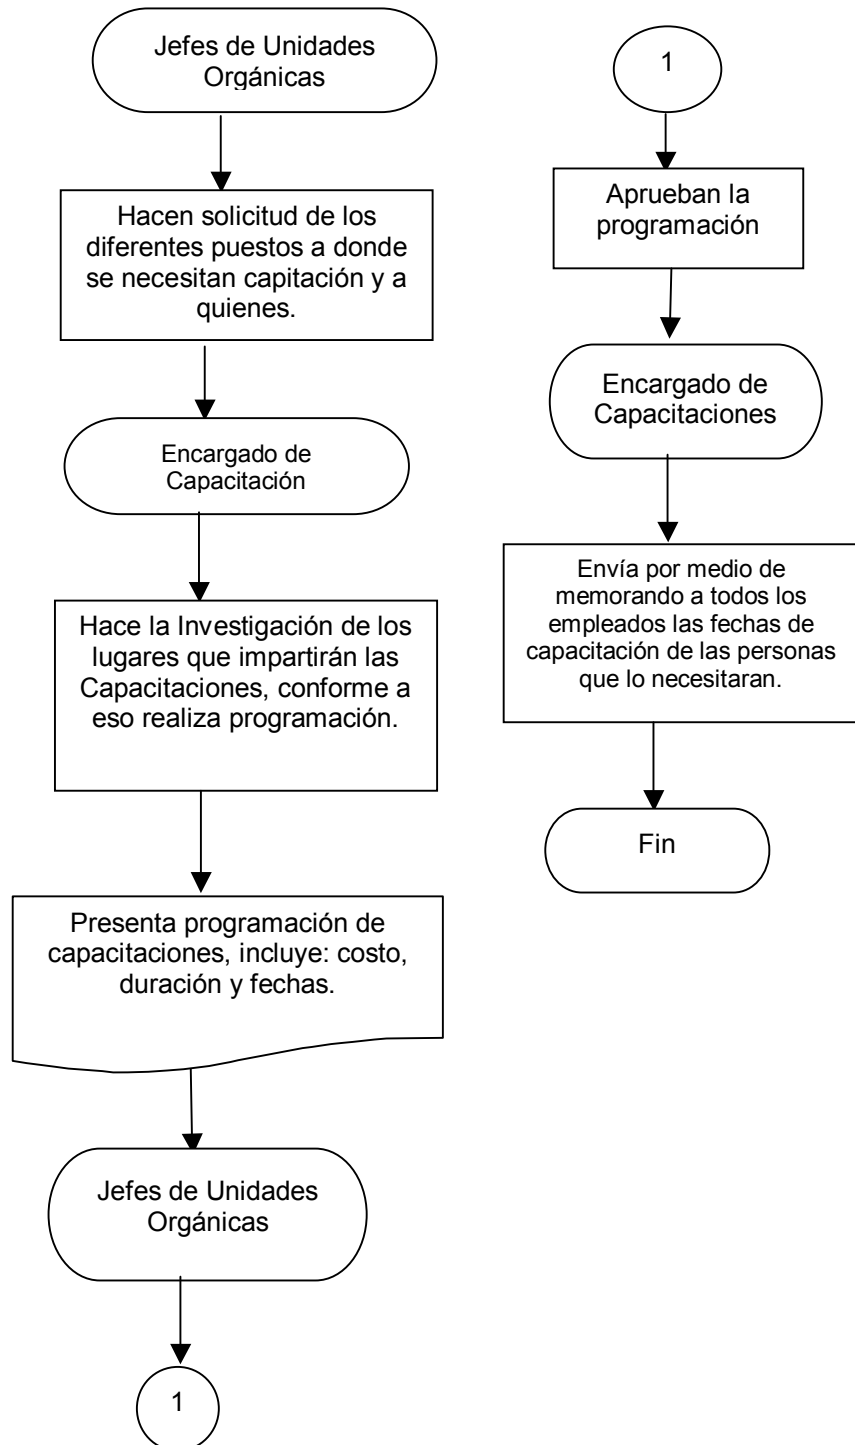 Jefes de Unidades
Orgánicas
Hacen solicitud de los
diferentes puestos a donde
se necesitan capitación y a
quienes.
Encargado de
Capacitación
Hace la Investigación de los
lugares que impartirán las
Capacitaciones, conforme a
eso realiza programación.
Presenta programación de
capacitaciones, incluye: costo,
duración y fechas.
Jefes de Unidades
Orgánicas
1
1
Aprueban la
programación
Encargado de
Capacitaciones
Envía por medio de
memorando a todos los
empleados las fechas de
capacitación de las personas
que lo necesitaran.
Fin